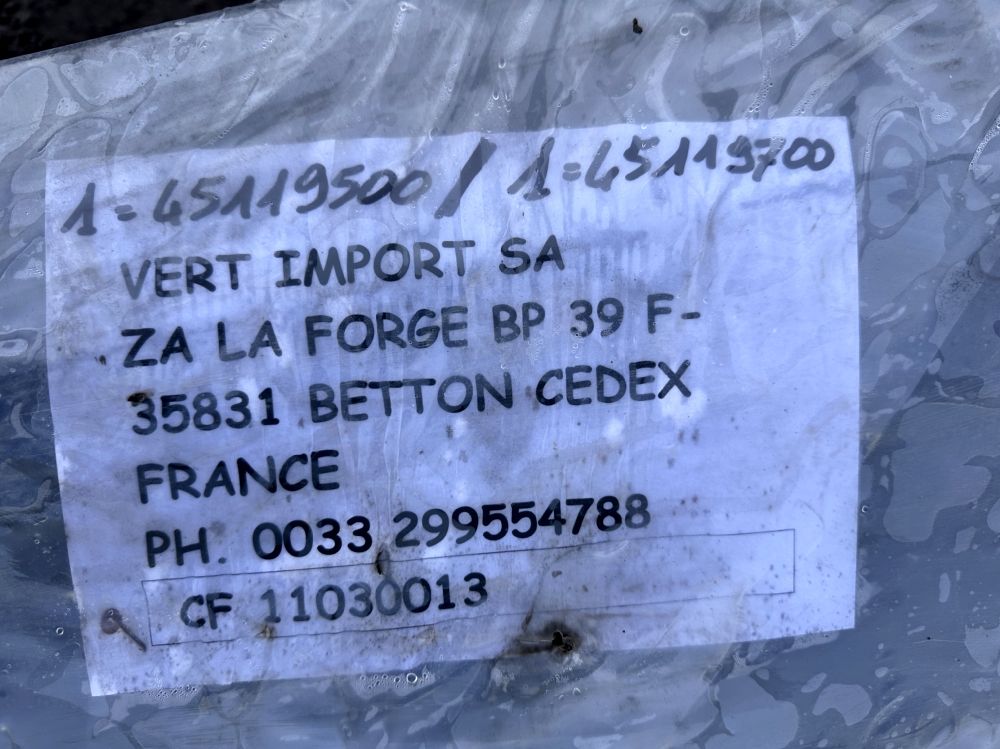 1=45119500 / 1=45119700
VERT IMPORT SA
ZA LA FORGE BP 39 F-
35831 BETTON CEDEX
FRANCE
PH. 0033 299554788
CF 11030013